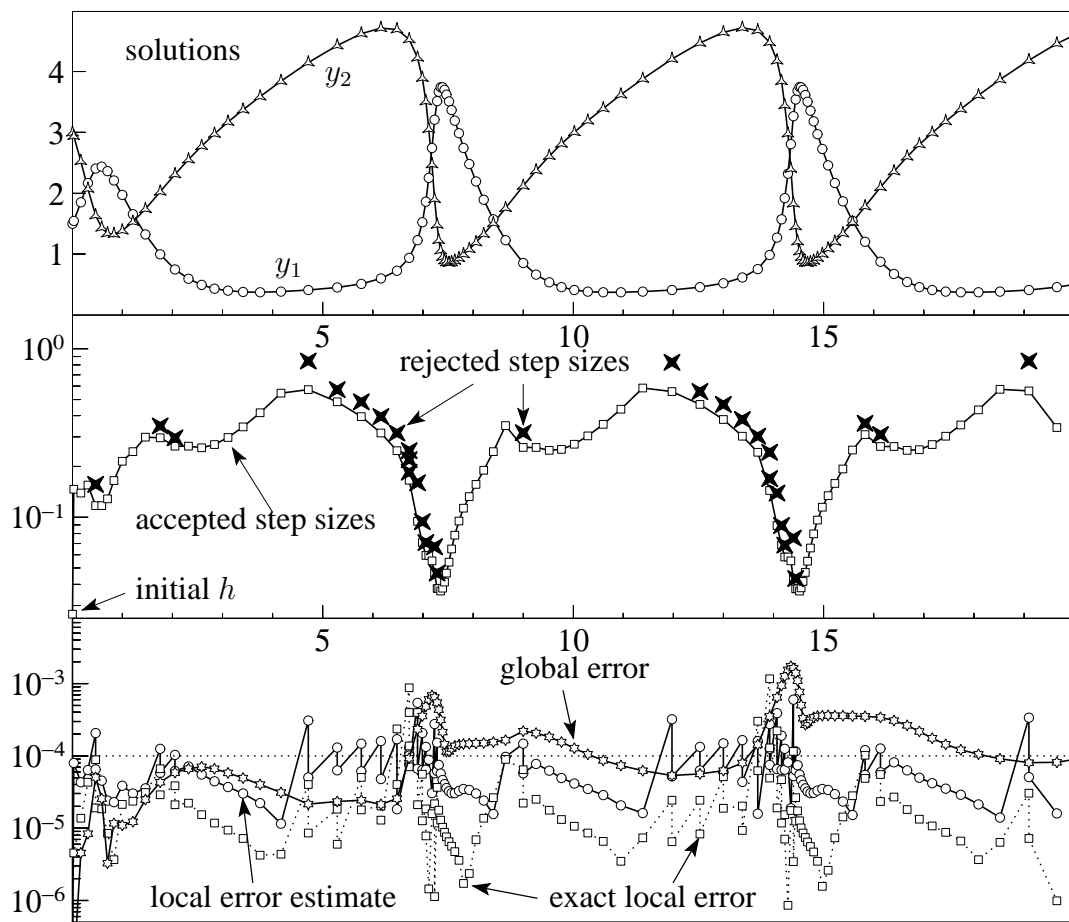 solutions
y₂
4
3
2
1
y₁
5 10 15
10⁰
rejected step sizes
accepted step sizes
10⁻¹
initial h
5 10 15
global error
10⁻³
10⁻⁴
10⁻⁵
local error estimate
exact local error
10⁻⁶